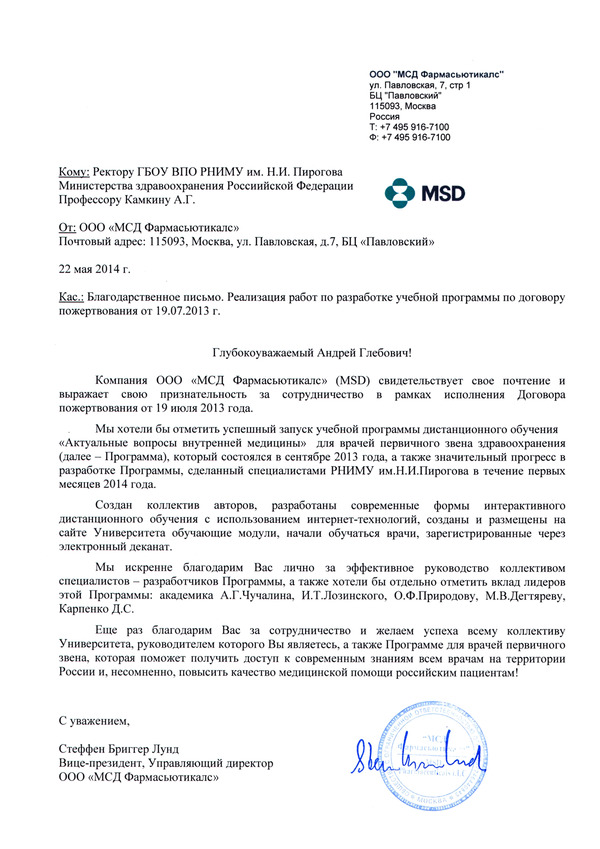 ООО "МСД Фармасьютикалс"
ул. Павловская, 7, стр 1
БЦ "Павловский"
115093, Москва
Россия
Т: +7 495 916-7100
Ф: +7 495 916-7100
Кому: Ректору ГБОУ ВПО РНИМУ им. Н.И. Пирогова
Министерства здравоохранения Россиийской Федерации
Профессору Камкину А.Г.
MSD
От: ООО «МСД Фармасьютикалс»
Почтовый адрес: 115093, Москва, ул. Павловская, д.7, БЦ «Павловский»
22 мая 2014 г.
Кас.: Благодарственное письмо. Реализация работ по разработке учебной программы по договору
пожертвования от 19.07.2013 г.
Глубокоуважаемый Андрей Глебович!
Компания ООО «МСД Фармасьютикалс» (MSD) свидетельствует свое почтение и
выражает свою признательность за сотрудничество в рамках исполнения Договора
пожертвования от 19 июля 2013 года.
Мы хотели бы отметить успешный запуск учебной программы дистанционного обучения
«Актуальные вопросы внутренней медицины» для врачей первичного звена здравоохранения
(далее – Программа), который состоялся в сентябре 2013 года, а также значительный прогресс в
разработке Программы, сделанный специалистами РНИМУ им.Н.И.Пирогова в течение первых
месяцев 2014 года.
Создан коллектив авторов, разработаны современные формы интерактивного
дистанционного обучения с использованием интернет-технологий, созданы и размещены на
сайте Университета обучающие модули, начали обучаться врачи, зарегистрированные через
электронный деканат.
Мы искренне благодарим Вас лично за эффективное руководство коллективом
специалистов – разработчиков Программы, а также хотели бы отдельно отметить вклад лидеров
этой Программы: академика А.Г.Чучалина, И.Т.Лозинского, О.Ф.Природову, М.В.Дегтяреву,
Карпенко Д.С.
Еще раз благодарим Вас за сотрудничество и желаем успеха всему коллективу
Университета, руководителем которого Вы являетесь, а также Программе для врачей первичного
звена, которая поможет получить доступ к современным знаниям всем врачам на территории
России и, несомненно, повысить качество медицинской помощи российским пациентам!
С уважением,
Стеффен Бриггер Лунд
Вице-президент, Управляющий директор
ООО «МСД Фармасьютикалс»
"МСД
Фармасьютикалс"